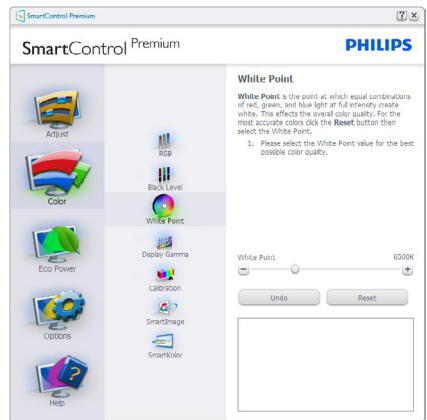 SmartControl Premium
SmartControl Premium
PHILIPS
Adjust
Color
Eco Power
Options
Help
RGB
Black Level
White Point
Display Gamma
Calibration
SmartImage
SmartKolor
White Point
White Point is the point at which equal combinations
of red, green, and blue light at full intensity create
white. This effects the overall color quality. For the
most accurate colors click the Reset button then
select the White Point.
1. Please select the White Point value for the best
possible color quality.
White Point 6500K
Undo Reset